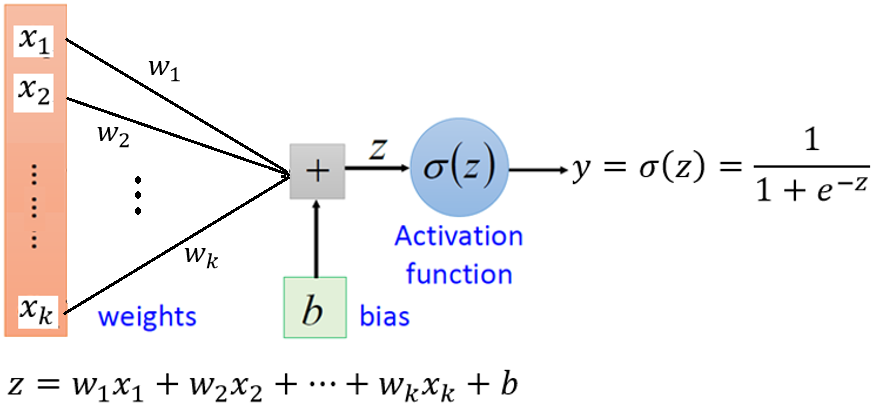 x₁
w₁
x₂
w₂
⋮
⋮
+
z
σ(z)
y = σ(z) = 1 / (1 + e⁻ᶻ)
Activation
function
wₖ
xₖ
weights
b
bias
z = w₁x₁ + w₂x₂ + ⋯ + wₖxₖ + b